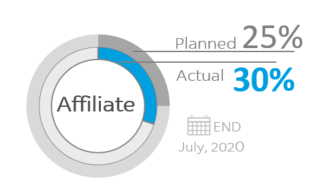 Planned 25%
Actual 30%
Affiliate
END
July, 2020